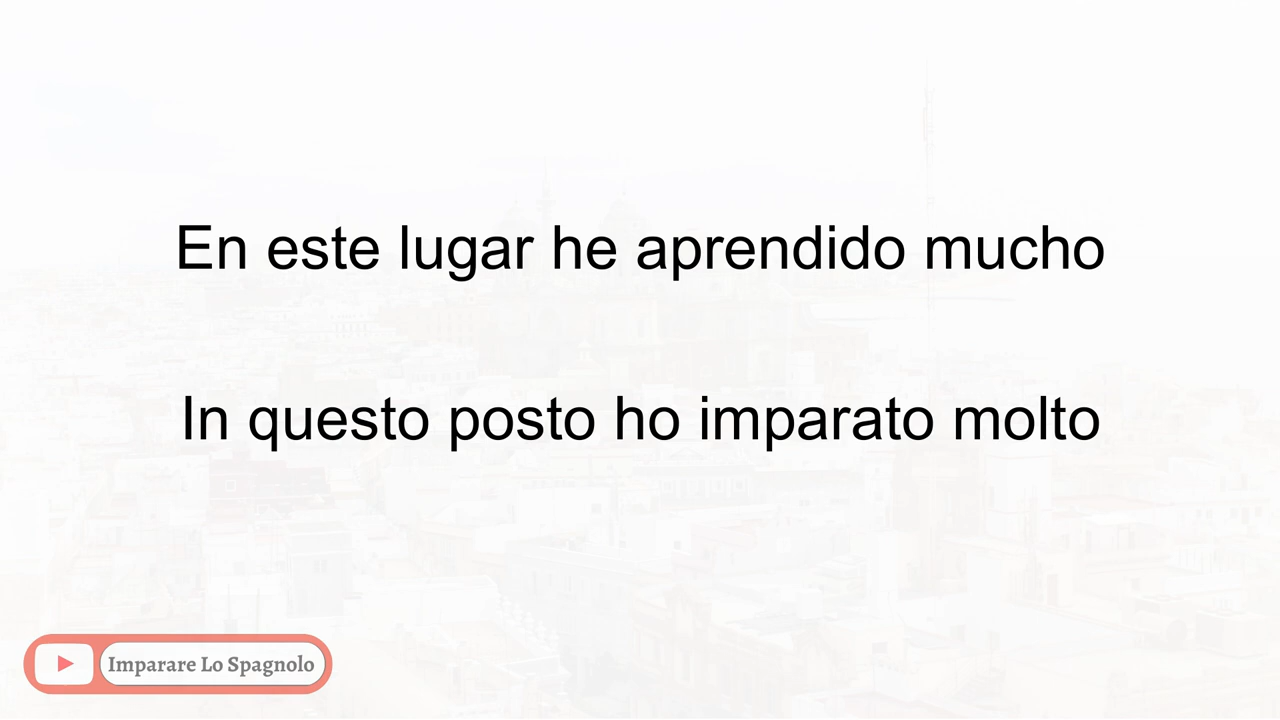 En este lugar he aprendido mucho
In questo posto ho imparato molto
Imparare Lo Spagnolo